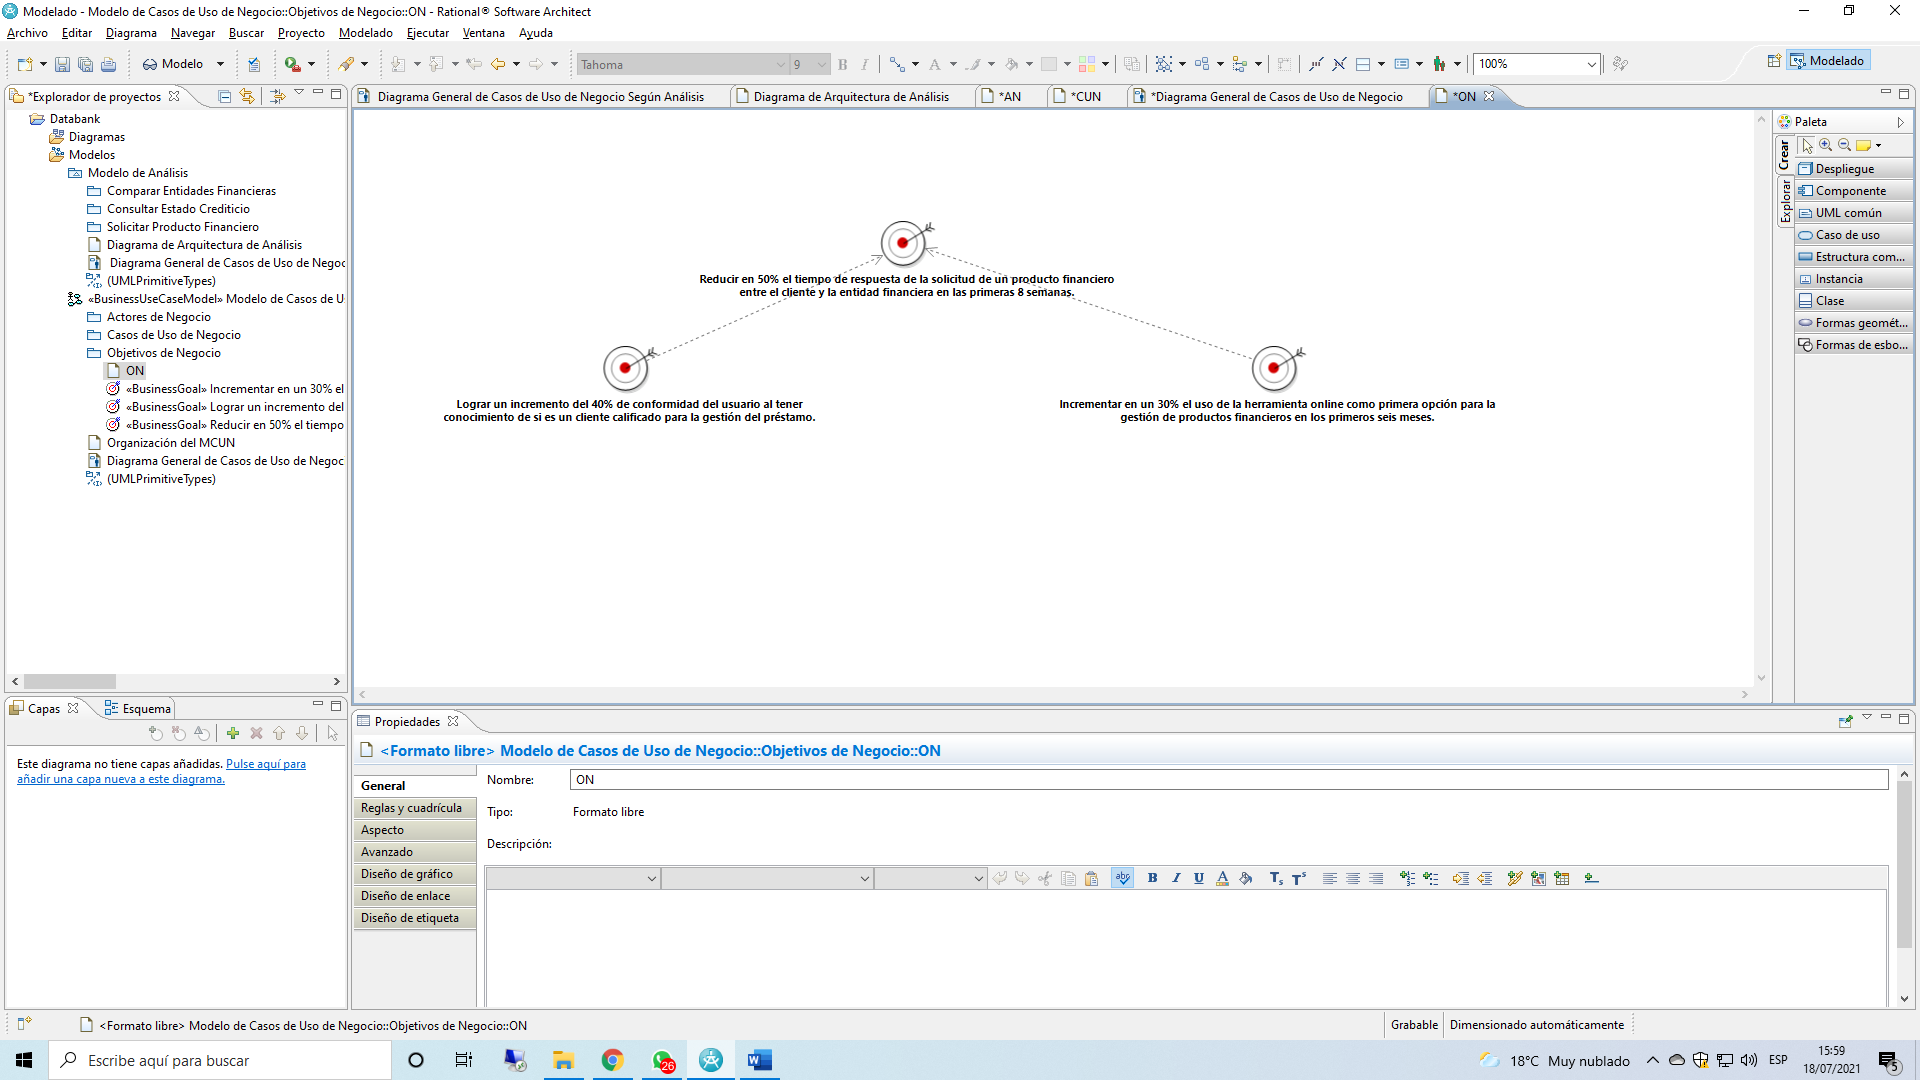 Modelado - Modelo de Casos de Uso de Negocio::Objetivos de Negocio::ON - Rational® Software Architect
Archivo Editar Diagrama Navegar Buscar Proyecto Modelado Ejecutar Ventana Ayuda
Modelo Tahoma 9 100% Modelado
*Explorador de proyectos
Diagrama General de Casos de Uso de Negocio Según Análisis
Diagrama de Arquitectura de Análisis
*AN
*CUN
*Diagrama General de Casos de Uso de Negocio
*ON
Databank
Diagramas
Modelos
Modelo de Análisis
Comparar Entidades Financieras
Consultar Estado Crediticio
Solicitar Producto Financiero
Diagrama de Arquitectura de Análisis
Diagrama General de Casos de Uso de Negoc
(UMLPrimitiveTypes)
«BusinessUseCaseModel» Modelo de Casos de U
Actores de Negocio
Casos de Uso de Negocio
Objetivos de Negocio
ON
«BusinessGoal» Incrementar en un 30% el
«BusinessGoal» Lograr un incremento del
«BusinessGoal» Reducir en 50% el tiempo
Organización del MCUN
Diagrama General de Casos de Uso de Negoc
(UMLPrimitiveTypes)
Reducir en 50% el tiempo de respuesta de la solicitud de un producto financiero
entre el cliente y la entidad financiera en las primeras 8 semanas.
Lograr un incremento del 40% de conformidad del usuario al tener
conocimiento de si es un cliente calificado para la gestión del préstamo.
Incrementar en un 30% el uso de la herramienta online como primera opción para la
gestión de productos financieros en los primeros seis meses.
Paleta
Crear
Explorar
Despliegue
Componente
UML común
Caso de uso
Estructura com...
Instancia
Clase
Formas geomét...
Formas de esbo...
Capas Esquema
Este diagrama no tiene capas añadidas. Pulse aquí para
añadir una capa nueva a este diagrama.
Propiedades
<Formato libre> Modelo de Casos de Uso de Negocio::Objetivos de Negocio::ON
General
Reglas y cuadrícula
Aspecto
Avanzado
Diseño de gráfico
Diseño de enlace
Diseño de etiqueta
Nombre: ON
Tipo: Formato libre
Descripción:
<Formato libre> Modelo de Casos de Uso de Negocio::Objetivos de Negocio::ON
Grabable Dimensionado automáticamente
Escribe aquí para buscar
26
18°C Muy nublado
ESP
15:59
18/07/2021
5